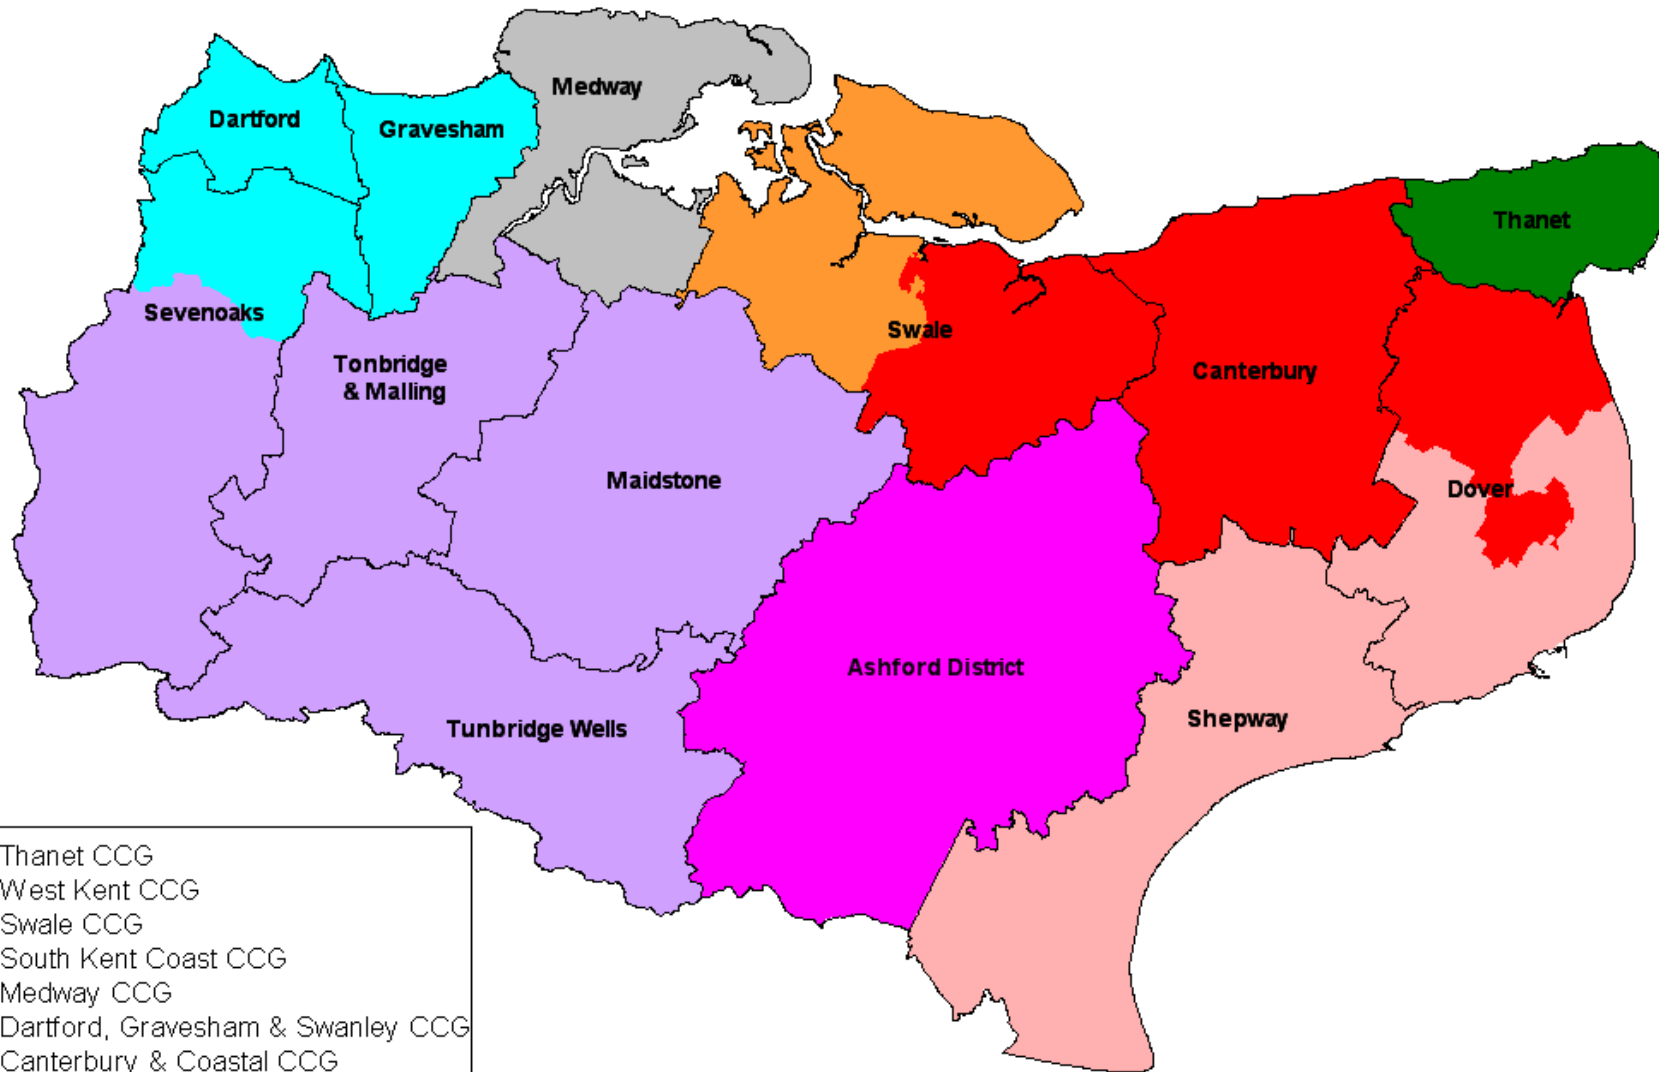 Medway
Dartford
Gravesham
Thanet
Sevenoaks
Swale
Tonbridge
& Malling
Canterbury
Maidstone
Dover
Ashford District
Shepway
Tunbridge Wells
Thanet CCG
West Kent CCG
Swale CCG
South Kent Coast CCG
Medway CCG
Dartford, Gravesham & Swanley CCG
Canterbury & Coastal CCG